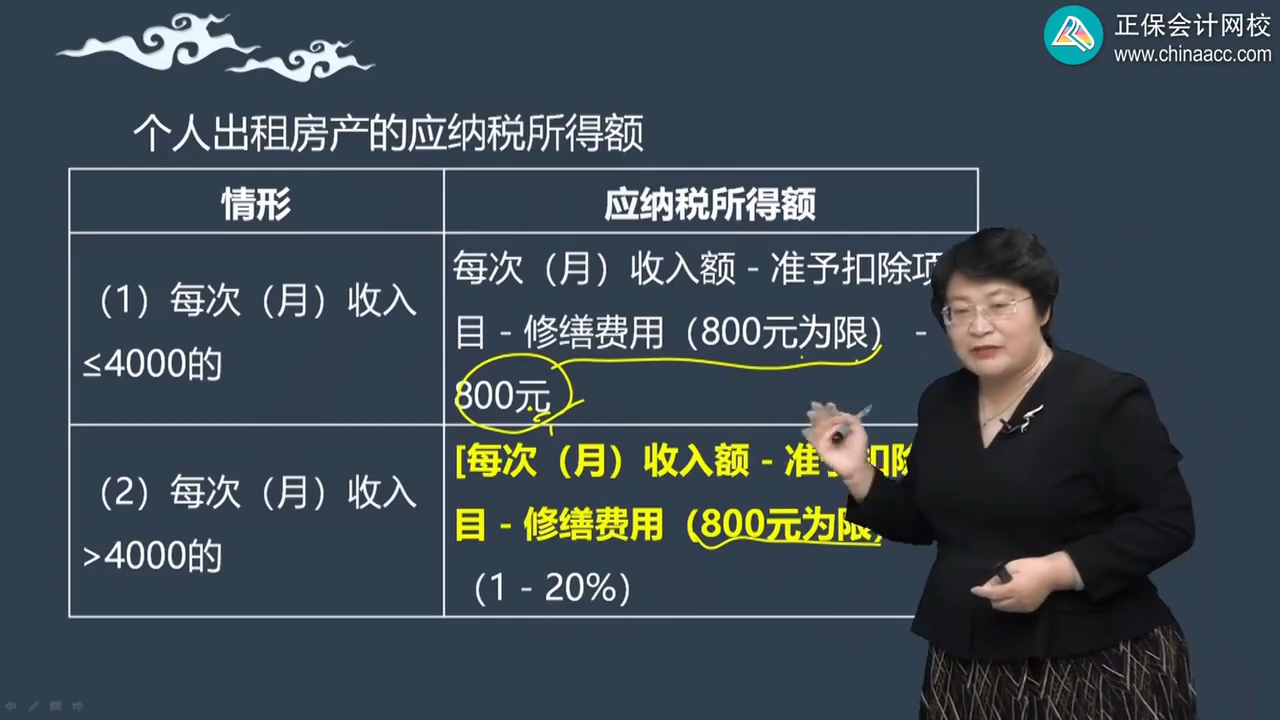 正保会计网校
www.chinaacc.com
个人出租房产的应纳税所得额
情形
应纳税所得额
（1）每次（月）收入
≤4000的
每次（月）收入额－准予扣除项
目－修缮费用（800元为限）－
800元
（2）每次（月）收入
>4000的
[每次（月）收入额－准予扣除
目－修缮费用（800元为限）
（1－20%）